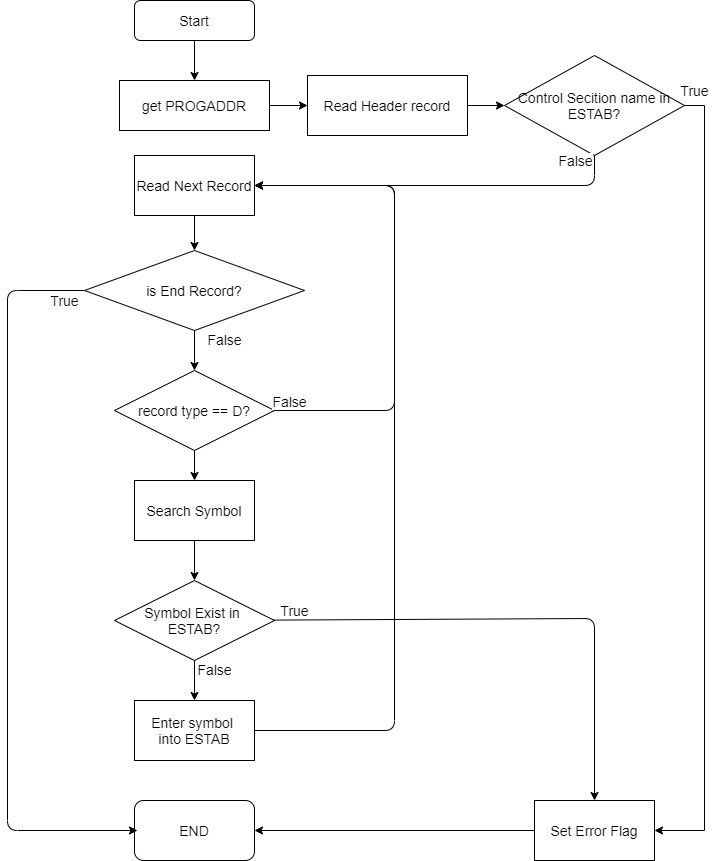 Start
get PROGADDR
Read Header record
Control Secition name in
ESTAB?
True
False
Read Next Record
is End Record?
True
False
record type == D?
False
Search Symbol
Symbol Exist in
ESTAB?
True
False
Enter symbol
into ESTAB
END
Set Error Flag